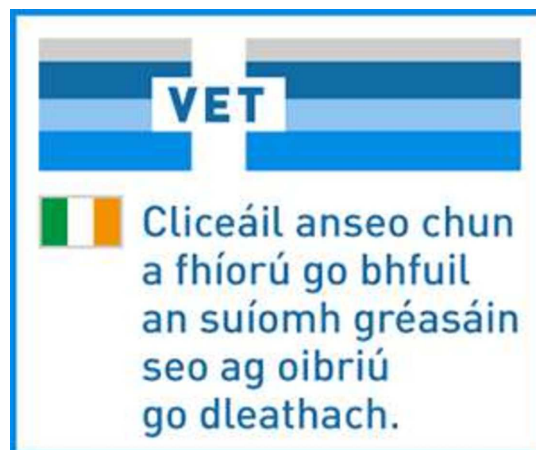 VET
Cliceáil anseo chun
a fhíorú go bhfuil
an suíomh gréasáin
seo ag oibriú
go dleathach.